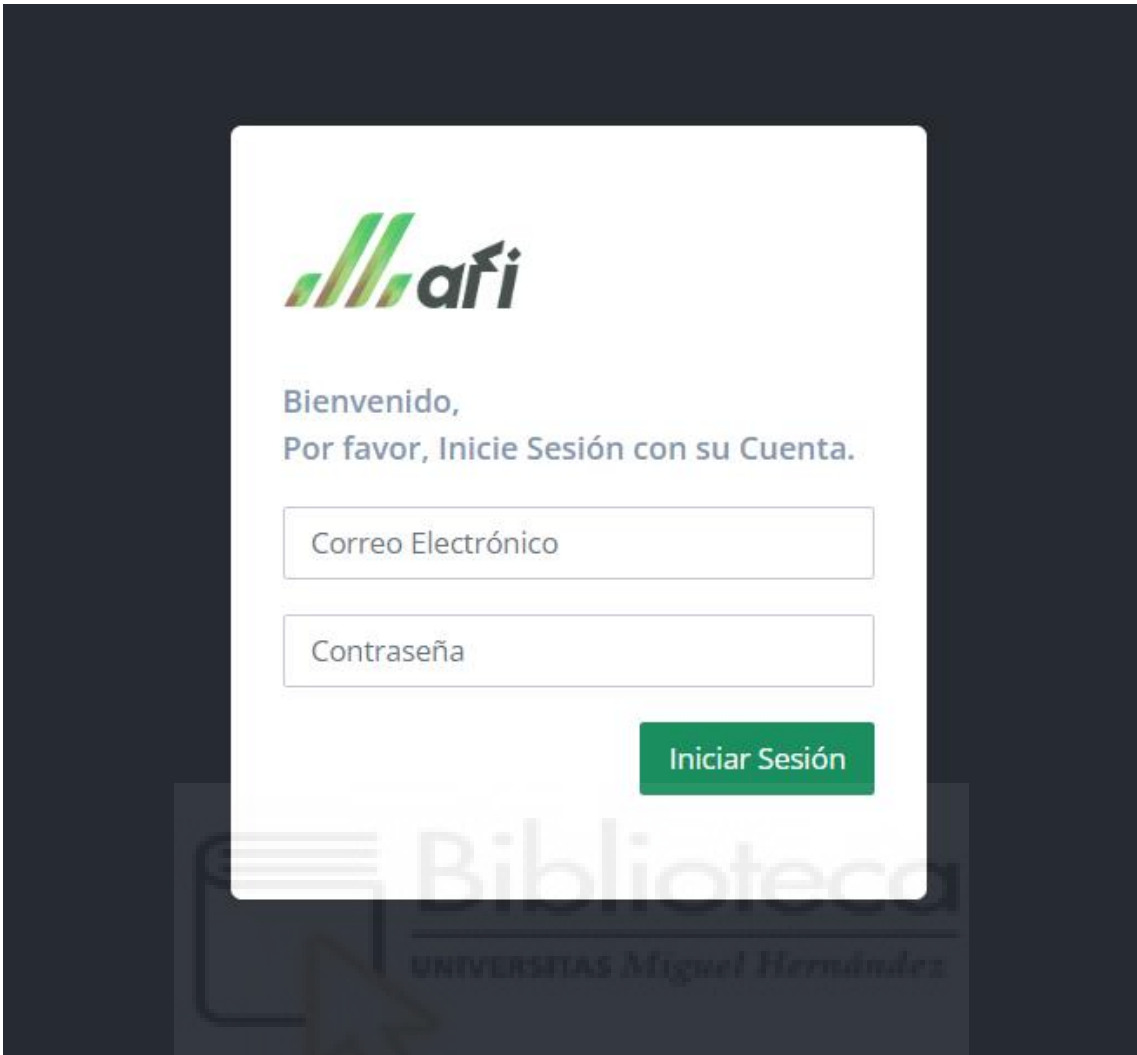 afi
Bienvenido,
Por favor, Inicie Sesión con su Cuenta.
Correo Electrónico
Contraseña
Iniciar Sesión
Biblioteca
UNIVERSITAS Miguel Hernández